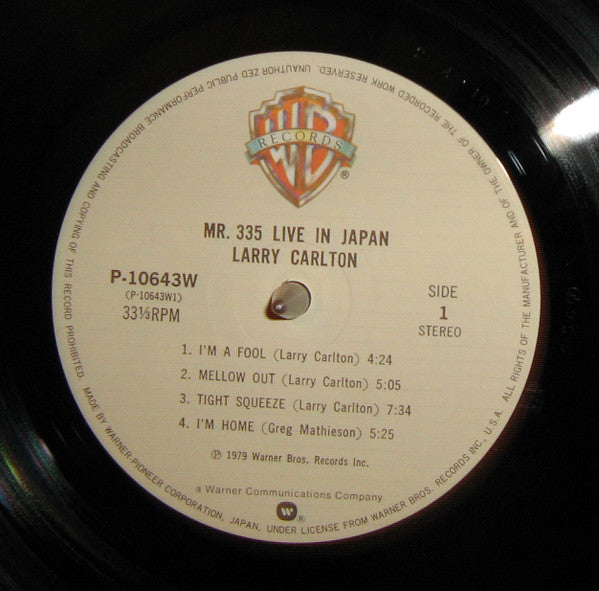 ALL RIGHTS OF THE MANUFACTURER AND OF THE OWNER OF THE RECORDED WORK RESERVED. UNAUTHORIZED PUBLIC PERFORMANCE BROADCASTING AND COPYING OF THIS RECORD PROHIBITED.
WB
RECORDS
®
MR. 335 LIVE IN JAPAN
LARRY CARLTON
P-10643W
(P-10643W1)
33⅓RPM
SIDE
1
STEREO
1. I'M A FOOL (Larry Carlton) 4:24
2. MELLOW OUT (Larry Carlton) 5:05
3. TIGHT SQUEEZE (Larry Carlton) 7:34
4. I'M HOME (Greg Mathieson) 5:25
℗ 1979 Warner Bros. Records Inc.
a Warner Communications Company
W®
MADE BY WARNER-PIONEER CORPORATION, JAPAN, UNDER LICENSE FROM WARNER BROS. RECORDS INC., U.S.A.